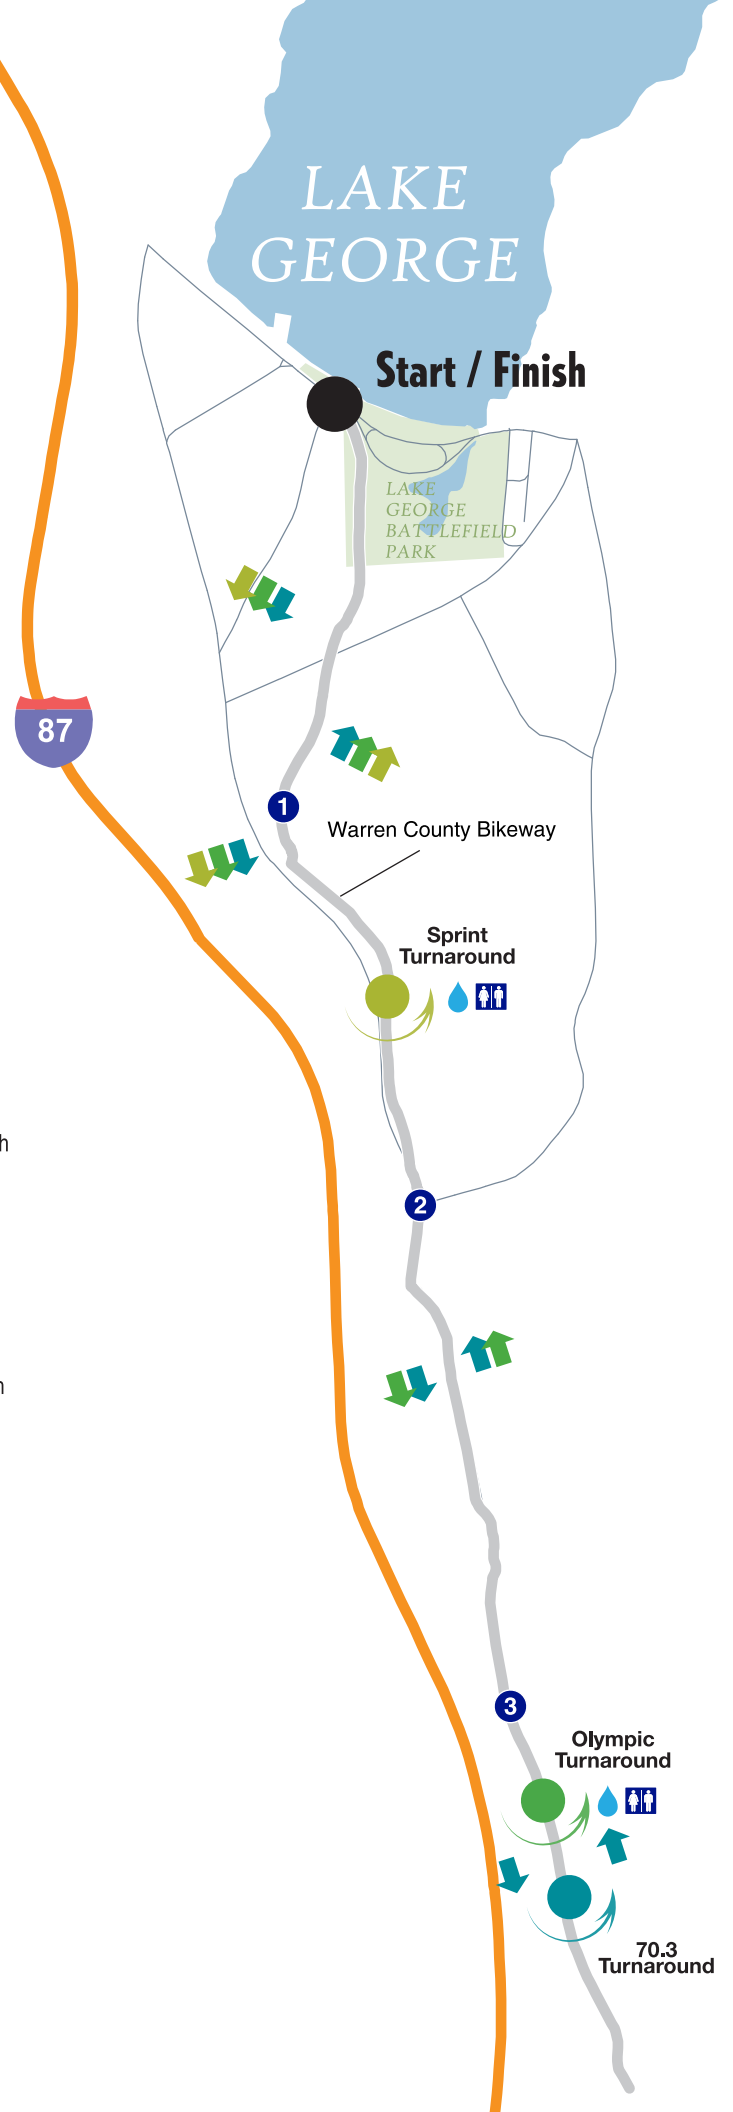 LAKE
GEORGE
Start / Finish
LAKE
GEORGE
BATTLEFIELD
PARK
87
1
Warren County Bikeway
Sprint
Turnaround
h
2
n
3
Olympic
Turnaround
70.3
Turnaround